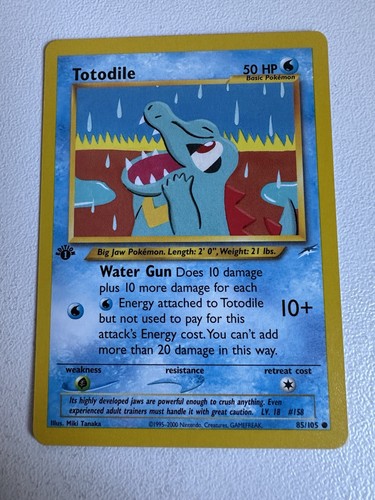 Totodile
50 HP
Basic Pokémon
Big Jaw Pokémon. Length: 2' 0", Weight: 21 lbs.
EDITION
1
Water Gun Does 10 damage
plus 10 more damage for each
Energy attached to Totodile
but not used to pay for this
attack's Energy cost. You can't add
more than 20 damage in this way.
10+
weakness
resistance
retreat cost
Its highly developed jaws are powerful enough to crush anything. Even
experienced adult trainers must handle it with great caution. LV. 18 #158
Illus. Miki Tanaka
©1995-2000 Nintendo, Creatures, GAMEFREAK.
85/105